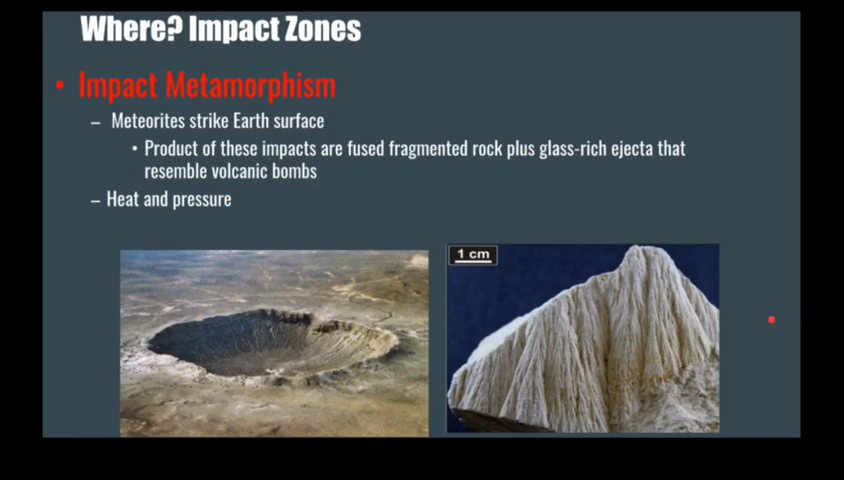 Where? Impact Zones
• Impact Metamorphism
– Meteorites strike Earth surface
• Product of these impacts are fused fragmented rock plus glass-rich ejecta that
resemble volcanic bombs
– Heat and pressure
1 cm